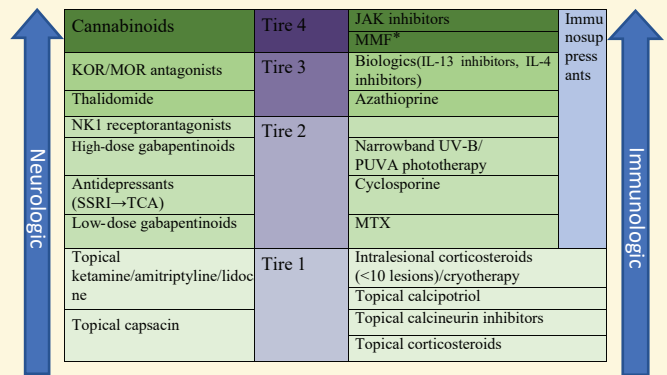 Neurologic
Cannabinoids
KOR/MOR antagonists
Thalidomide
NK1 receptorantagonists
High-dose gabapentinoids
Antidepressants
(SSRI→TCA)
Low-dose gabapentinoids
Topical
ketamine/amitriptyline/lidoc
ne
Topical capsacin
Tire 4
Tire 3
Tire 2
Tire 1
JAK inhibitors
MMF*
Biologics(IL-13 inhibitors, IL-4
inhibitors)
Azathioprine
Narrowband UV-B/
PUVA phototherapy
Cyclosporine
MTX
Intralesional corticosteroids
(<10 lesions)/cryotherapy
Topical calcipotriol
Topical calcineurin inhibitors
Topical corticosteroids
Immu
nosup
press
ants
Immunologic